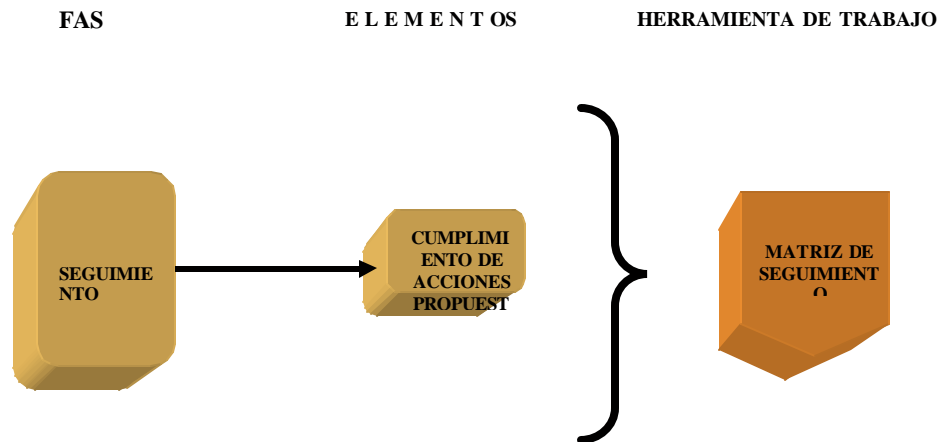 FAS
E L E M E N T OS
HERRAMIENTA DE TRABAJO
SEGUIMIE
NTO
CUMPLIMI
ENTO DE
ACCIONES
PROPUEST
MATRIZ DE
SEGUIMIENT
O